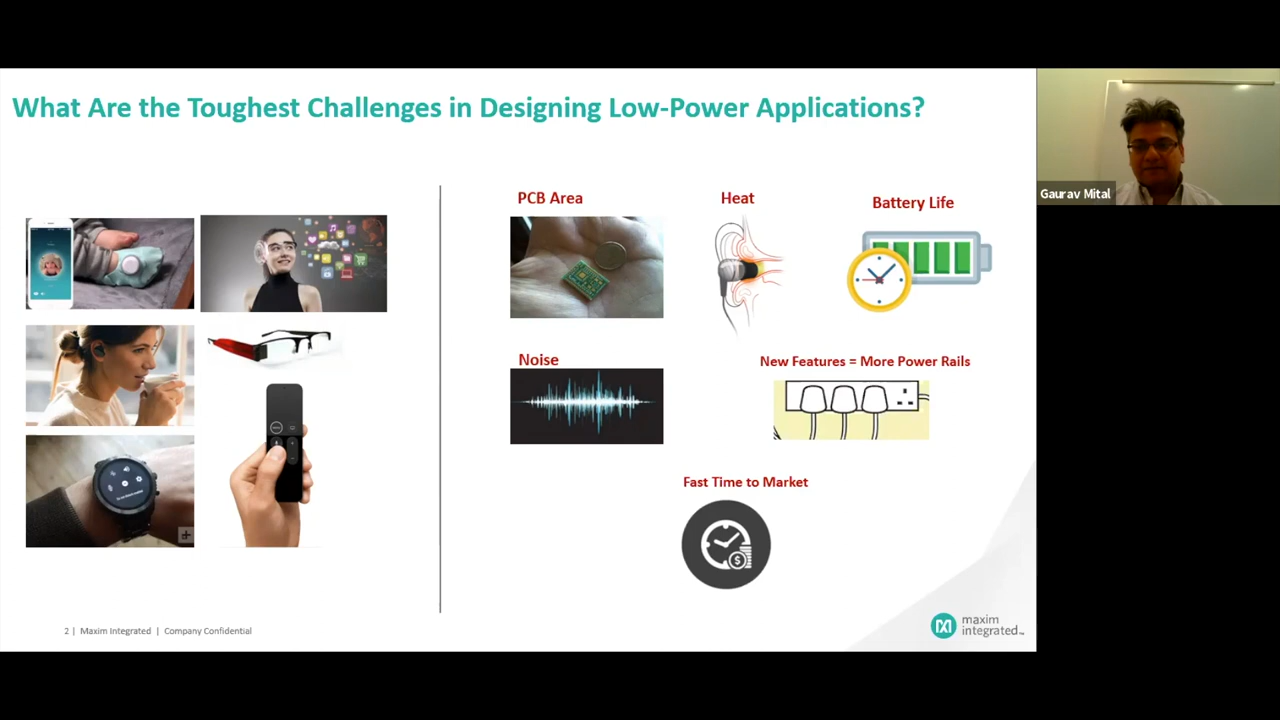 What Are the Toughest Challenges in Designing Low-Power Applications?
Gaurav Mital
PCB Area
Heat
Battery Life
Noise
New Features = More Power Rails
Fast Time to Market
2 | Maxim Integrated | Company Confidential
maxim
integrated™